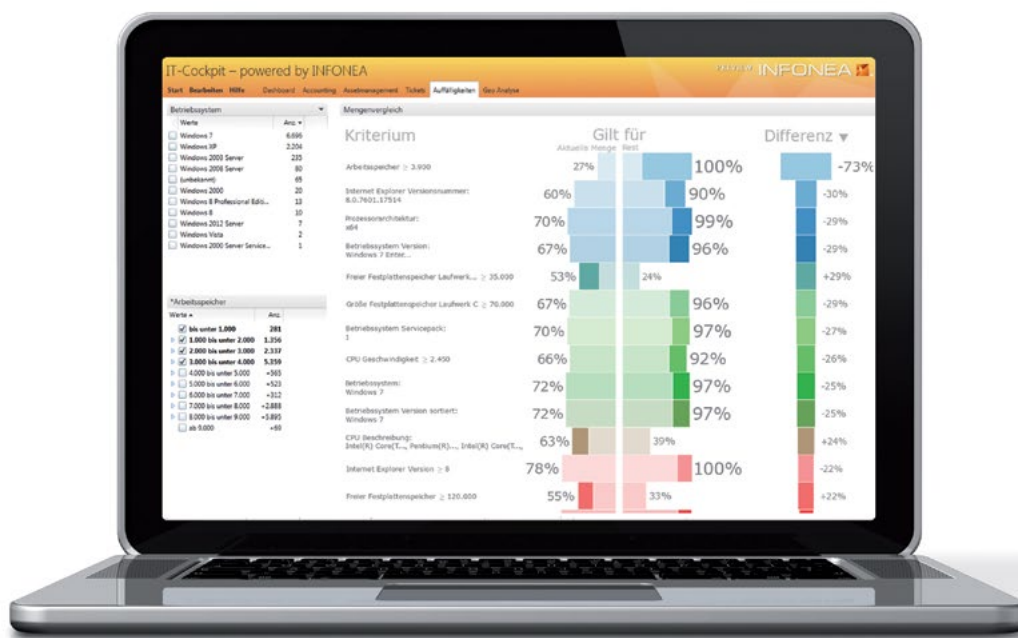 IT-Cockpit – powered by INFONEA
INFONEA
Start Bearbeiten Hilfe Dashboard Accounting Assetmanagement Tickets Auffälligkeiten Geo Analyse
Betriebssystem
Werte Anz.
Windows 7 6.696
Windows XP 2.204
Windows 2003 Server 235
Windows 2008 Server 80
(unbekannt) 65
Windows 2000 20
Windows 8 Professional Edi... 13
Windows 8 10
Windows 2012 Server 7
Windows Vista 2
Windows 2000 Server Service... 1
*Arbeitsspeicher
Werte Anz.
bis unter 1.000 281
1.000 bis unter 2.000 1.356
2.000 bis unter 3.000 2.337
3.000 bis unter 4.000 5.359
4.000 bis unter 5.000 +565
5.000 bis unter 6.000 +523
6.000 bis unter 7.000 +312
7.000 bis unter 8.000 +2.888
8.000 bis unter 9.000 +5.895
ab 9.000 +60
Mengenvergleich
Kriterium Gilt für Differenz
Aktuelle Menge Rest
Arbeitsspeicher ≥ 3.930 27% 100% -73%
Internet Explorer Versionsnummer:
8.0.7601.17514
60% 90% -30%
Prozessorarchitektur:
x64
70% 99% -29%
Betriebssystem Version:
Windows 7 Enter...
67% 96% -29%
Freier Festplattenspeicher Laufwerk... ≥ 35.000 53% 24% +29%
Größe Festplattenspeicher Laufwerk C ≥ 70.000 67% 96% -29%
Betriebssystem Servicepack:
1
70% 97% -27%
CPU Geschwindigkeit ≥ 2.450 66% 92% -26%
Betriebssystem:
Windows 7
72% 97% -25%
Betriebssystem Version sortiert:
Windows 7
72% 97% -25%
CPU Beschreibung:
Intel(R) Core(T..., Pentium(R)..., Intel(R) Core(T...,
63% 39% +24%
Internet Explorer Version ≥ 8 78% 100% -22%
Freier Festplattenspeicher ≥ 120.000 55% 33% +22%